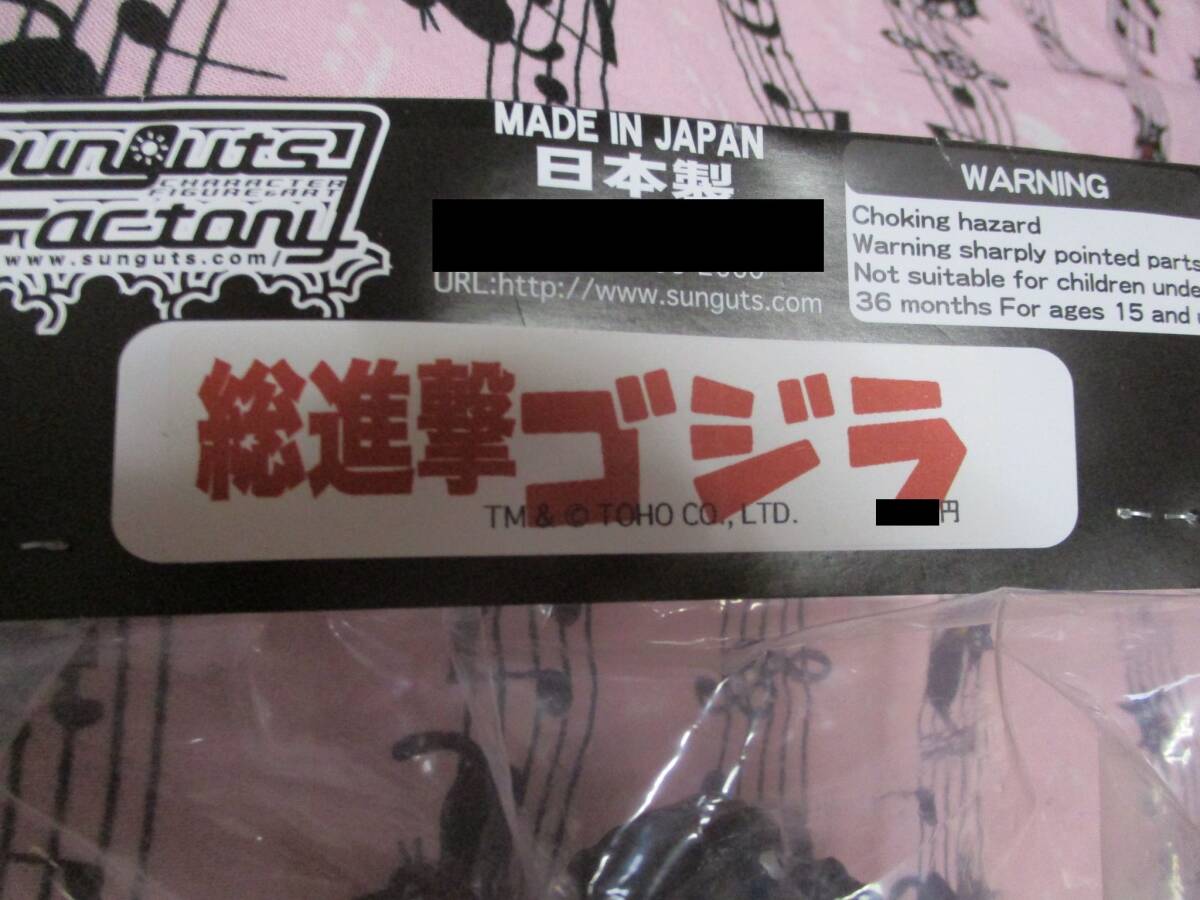 sunguts
CHARACTER
FIGURE&ART
Factory
www.sunguts.com/
MADE IN JAPAN
日本製
URL:http://www.sunguts.com
WARNING
Choking hazard
Warning sharply pointed parts
Not suitable for children unde
36 months For ages 15 and
総進撃ゴジラ
TM & © TOHO CO., LTD.
円